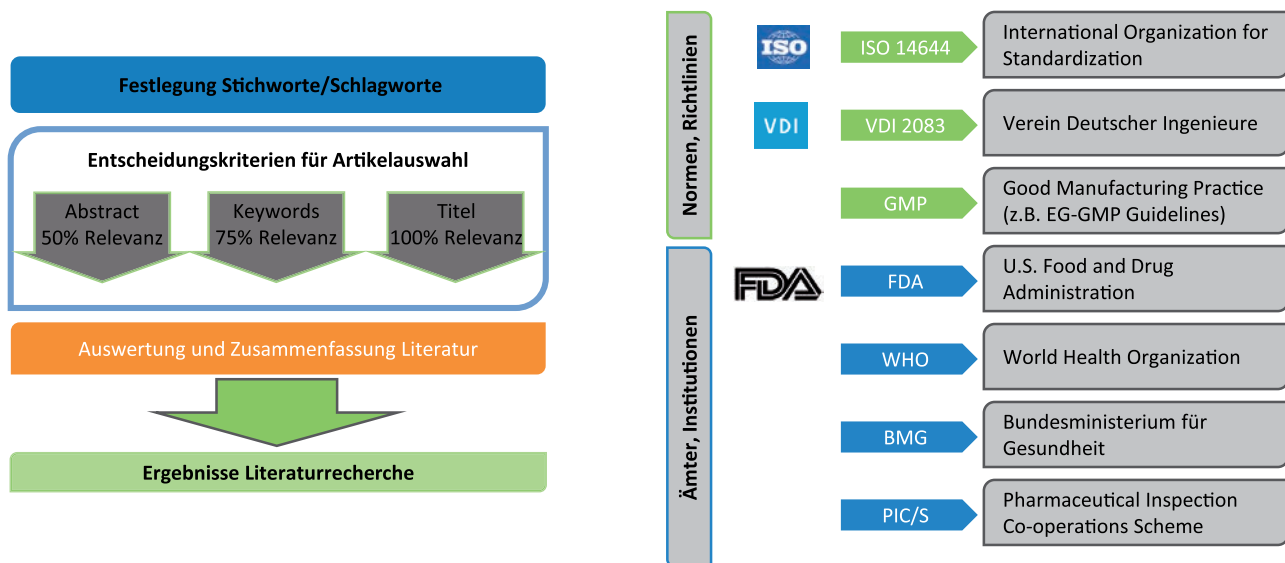 Festlegung Stichworte/Schlagworte
Entscheidungskriterien für Artikelauswahl
Abstract
50% Relevanz
Keywords
75% Relevanz
Titel
100% Relevanz
Auswertung und Zusammenfassung Literatur
Ergebnisse Literaturrecherche
Normen, Richtlinien
ISO
ISO 14644
International Organization for
Standardization
VDI
VDI 2083
Verein Deutscher Ingenieure
GMP
Good Manufacturing Practice
(z.B. EG-GMP Guidelines)
Ämter, Institutionen
FDA
FDA
U.S. Food and Drug
Administration
WHO
World Health Organization
BMG
Bundesministerium für
Gesundheit
PIC/S
Pharmaceutical Inspection
Co-operations Scheme